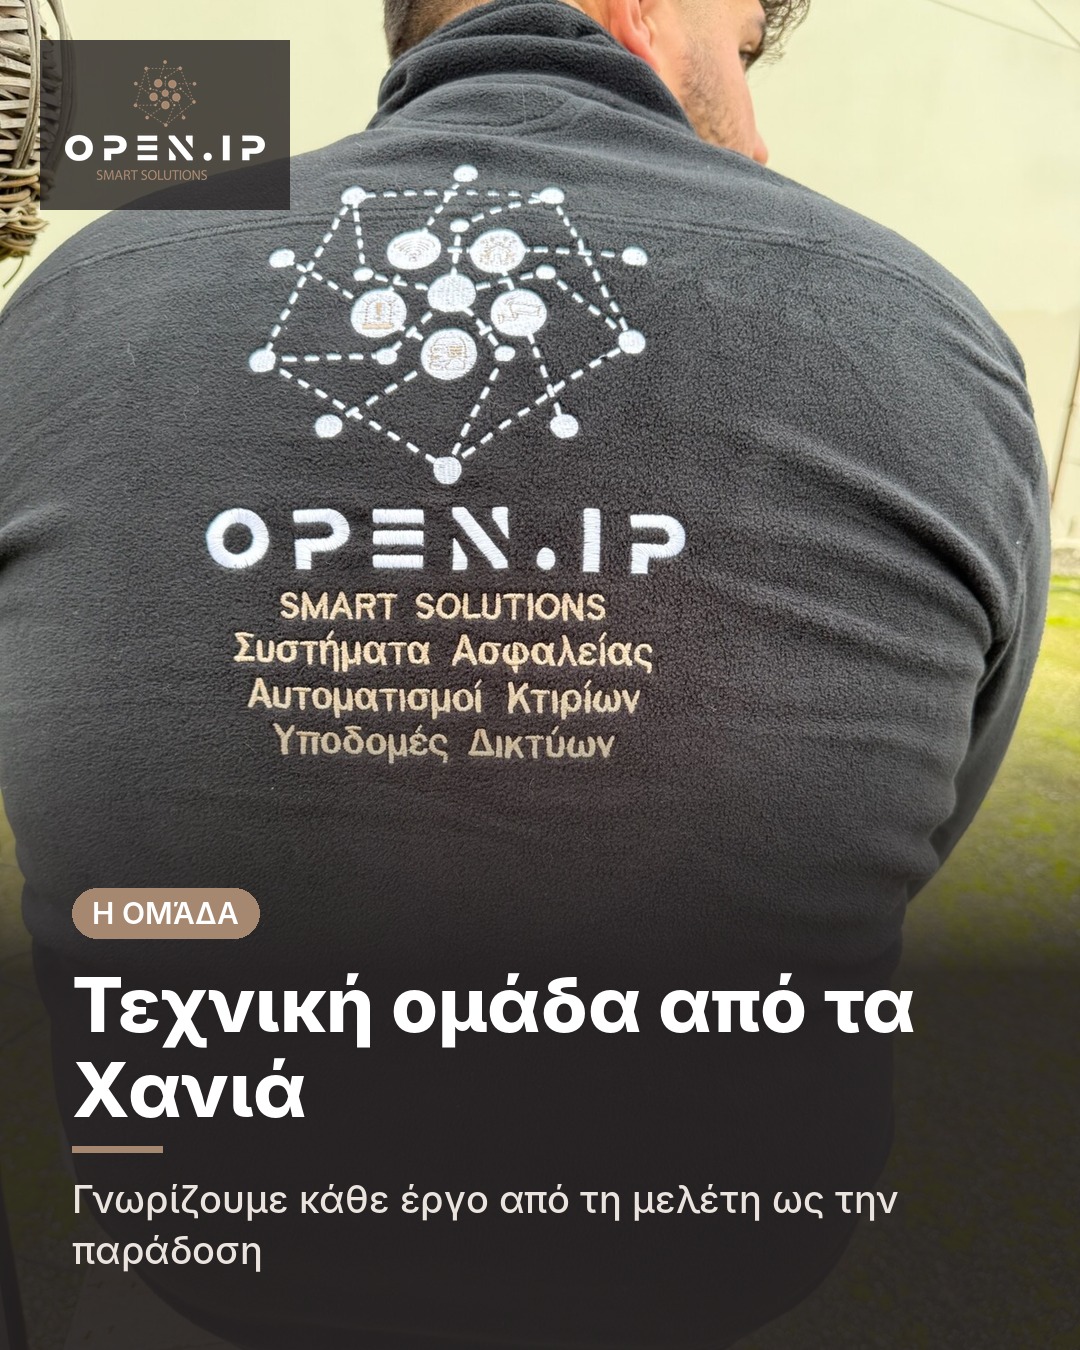 OPEN.IP
SMART SOLUTIONS
OPEN.IP
SMART SOLUTIONS
Συστήματα Ασφαλείας
Αυτοματισμοί Κτιρίων
Υποδομές Δικτύων
Η ΟΜΆΔΑ
Τεχνική ομάδα από τα
Χανιά
Γνωρίζουμε κάθε έργο από τη μελέτη ως την
παράδοση